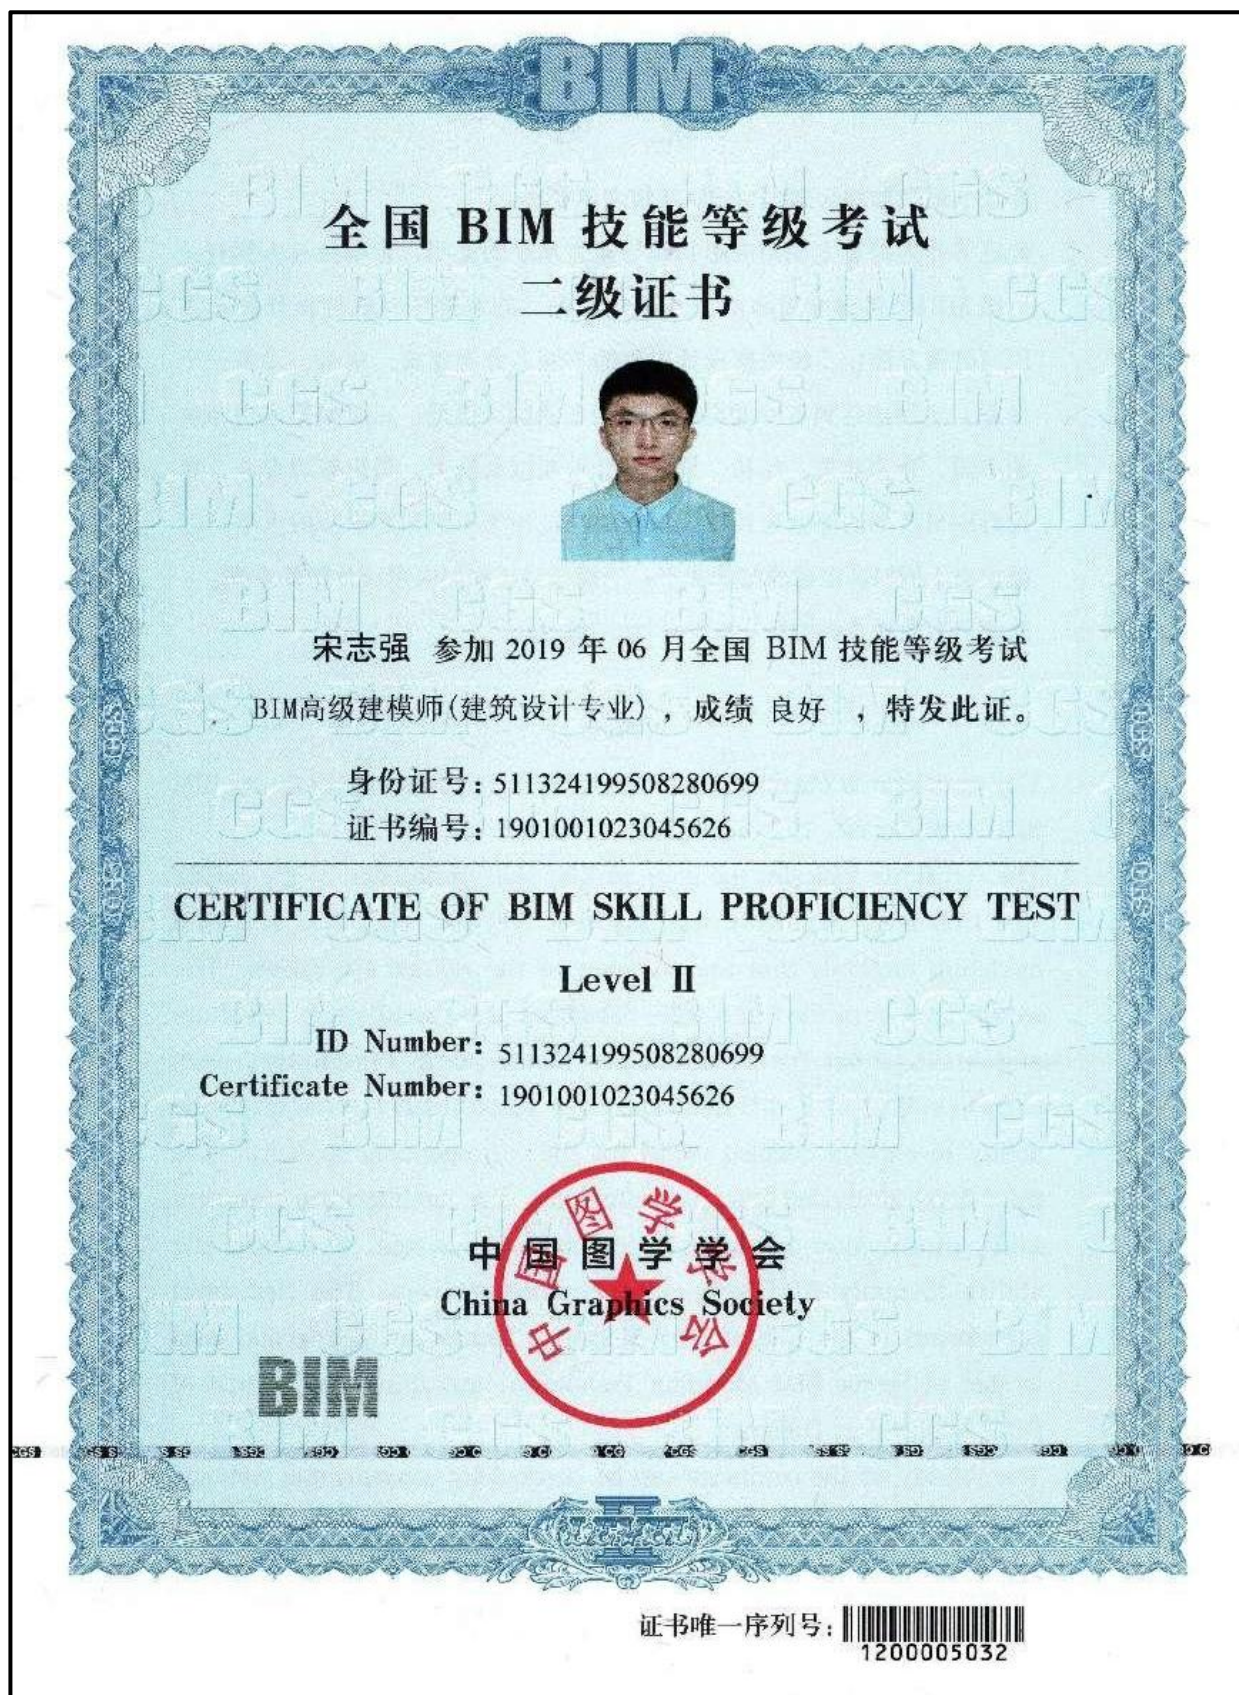 BIM
全国 BIM 技能等级考试
二级证书
宋志强 参加 2019 年 06 月全国 BIM 技能等级考试
BIM高级建模师(建筑设计专业) ，成绩 良好 ，特发此证。
身份证号：511324199508280699
证书编号：1901001023045626
CERTIFICATE OF BIM SKILL PROFICIENCY TEST
Level Ⅱ
ID Number: 511324199508280699
Certificate Number: 1901001023045626
中国图学学会
中国图学学会
China Graphics Society
BIM
证书唯一序列号：
1200005032